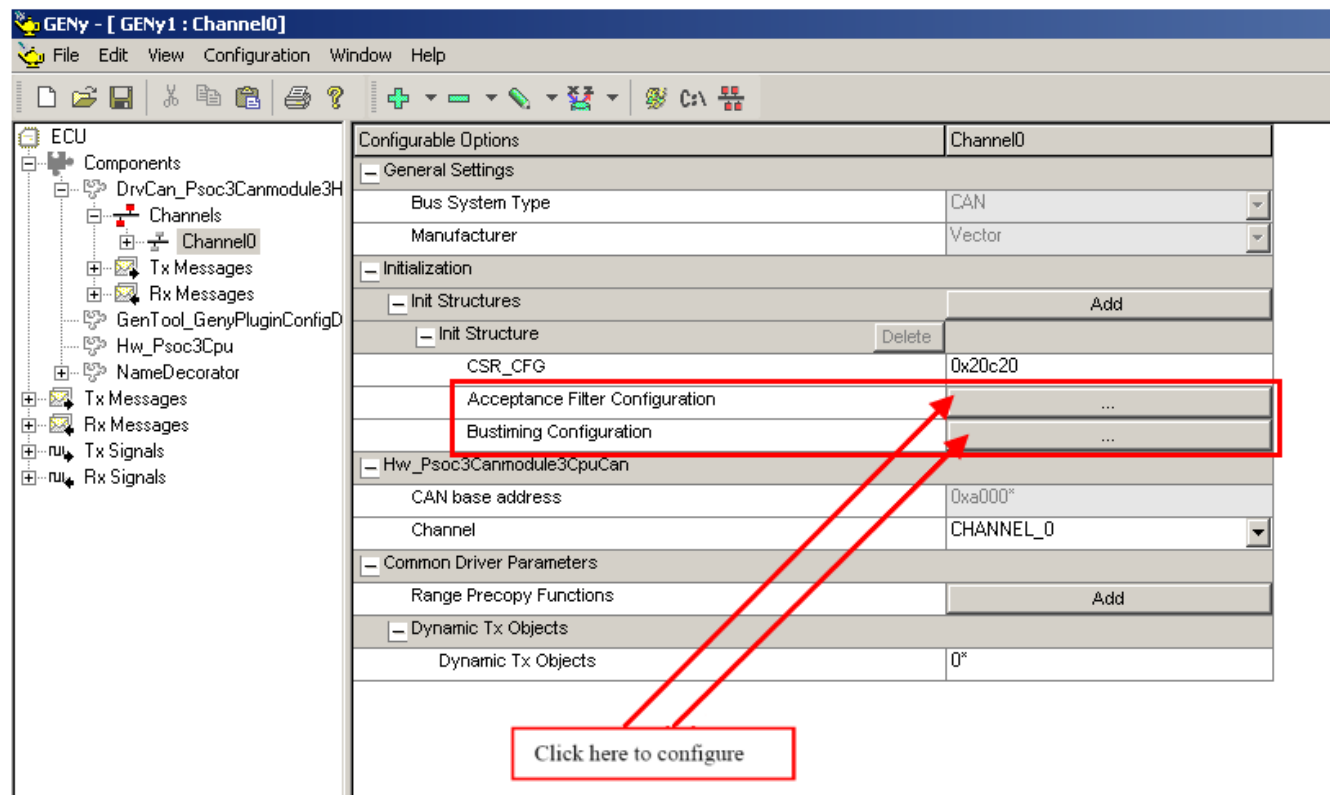 GENy - [ GENy1 : Channel0]
File Edit View Configuration Window Help
C:\
ECU
Components
DrvCan_Psoc3Canmodule3H
Channels
Channel0
Tx Messages
Rx Messages
GenTool_GenyPluginConfigD
Hw_Psoc3Cpu
NameDecorator
Tx Messages
Rx Messages
Tx Signals
Rx Signals
Configurable Options Channel0
General Settings
Bus System Type CAN
Manufacturer Vector
Initialization
Init Structures Add
Init Structure Delete
CSR_CFG 0x20c20
Acceptance Filter Configuration ...
Bustiming Configuration ...
Hw_Psoc3Canmodule3CpuCan
CAN base address 0xa000*
Channel CHANNEL_0
Common Driver Parameters
Range Precopy Functions Add
Dynamic Tx Objects
Dynamic Tx Objects 0*
Click here to configure